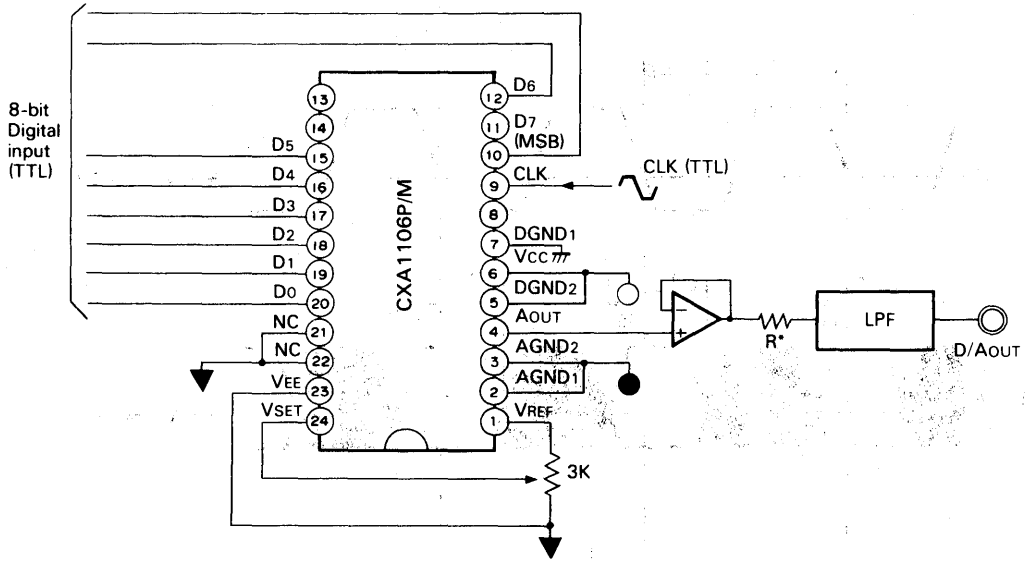 8-bit
Digital
input
(TTL)
D5
D4
D3
D2
D1
D0
NC
NC
VEE
VSET
13
14
15
16
17
18
19
20
21
22
23
24
CXA1106P/M
12
11
10
9
8
7
6
5
4
3
2
1
D6
D7
(MSB)
CLK
DGND1
VCC
DGND2
AOUT
AGND2
AGND1
VREF
CLK (TTL)
3K
−
+
R*
LPF
D/AOUT